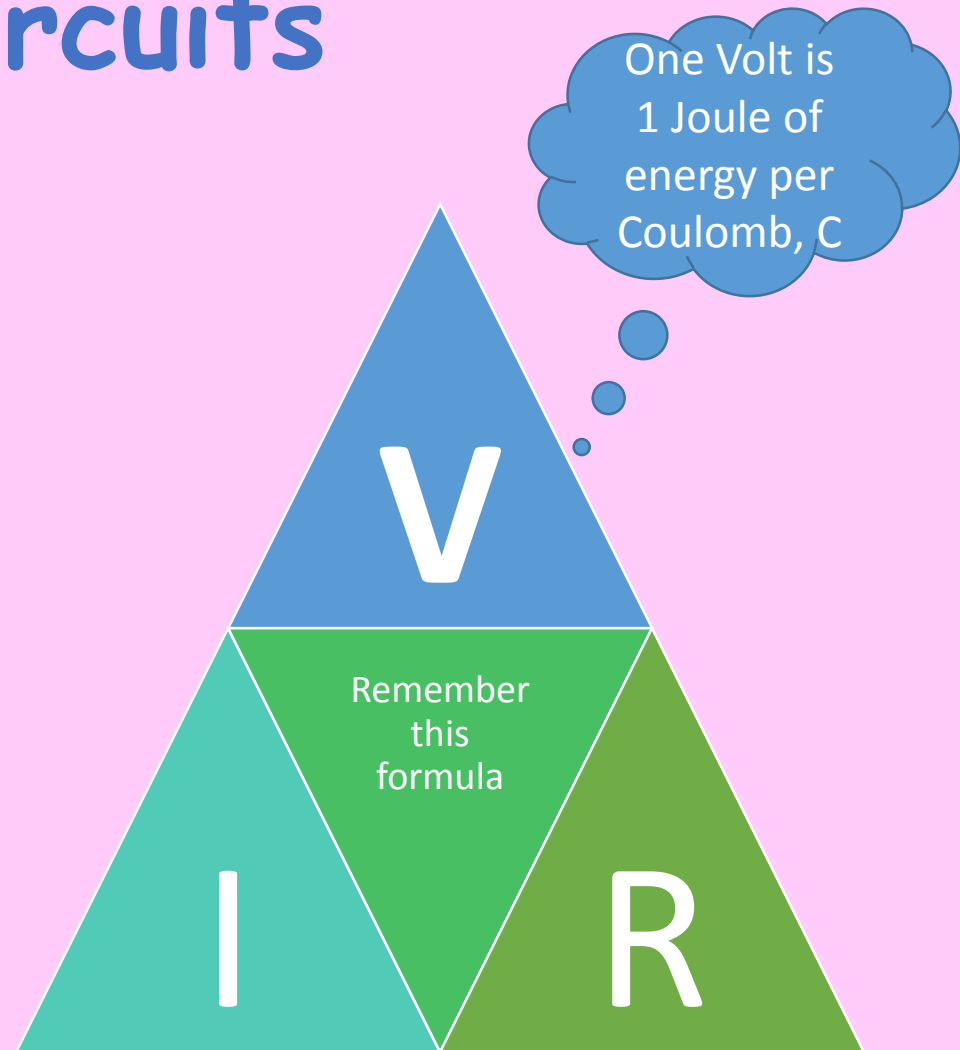 rcuits
One Volt is
1 Joule of
energy per
Coulomb, C
V
Remember
this
formula
I
R